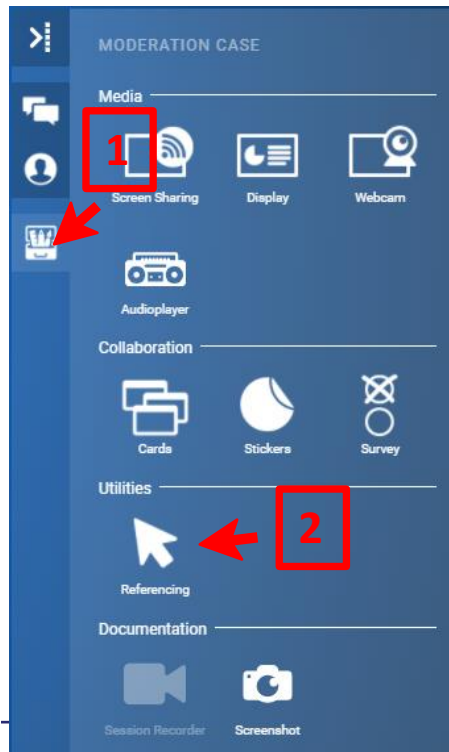 MODERATION CASE
Media
1
Screen Sharing
Display
Webcam
Audioplayer
Collaboration
Cards
Stickers
Survey
Utilities
2
Referencing
Documentation
Session Recorder
Screenshot